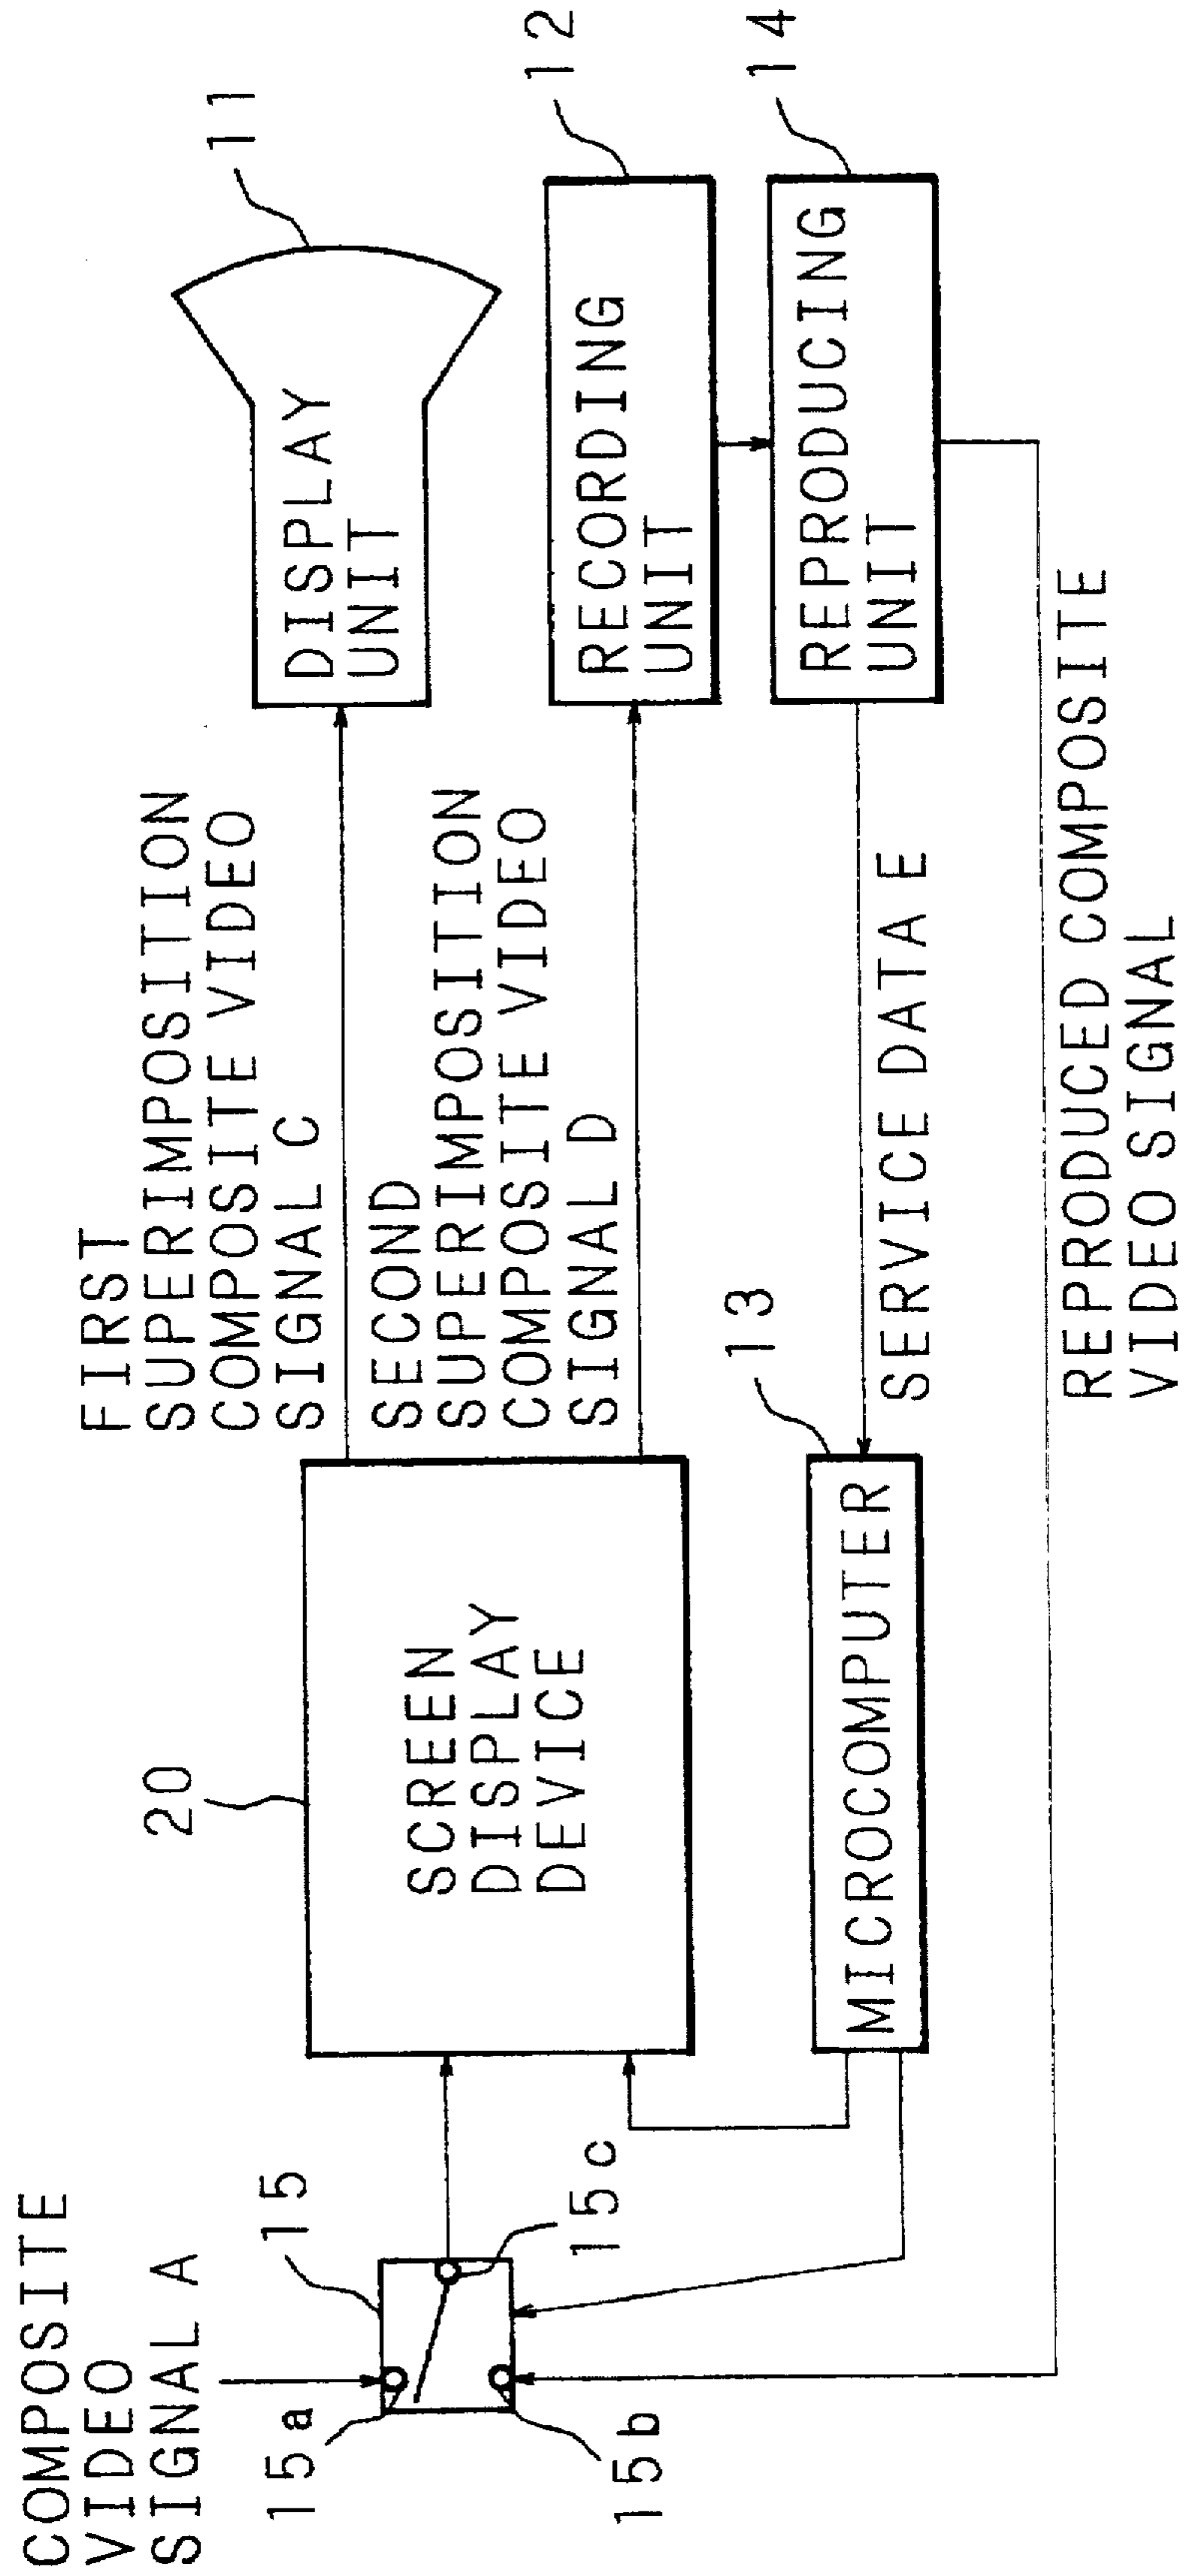 COMPOSITE
VIDEO
SIGNAL A
15
15a
15b
15c
20
SCREEN
DISPLAY
DEVICE
FIRST
SUPERIMPOSITION
COMPOSITE VIDEO
SIGNAL C
SECOND
SUPERIMPOSITION
COMPOSITE VIDEO
SIGNAL D
11
DISPLAY
UNIT
12
RECORDING
UNIT
14
REPRODUCING
UNIT
13
MICROCOMPUTER
SERVICE DATA E
REPRODUCED COMPOSITE
VIDEO SIGNAL